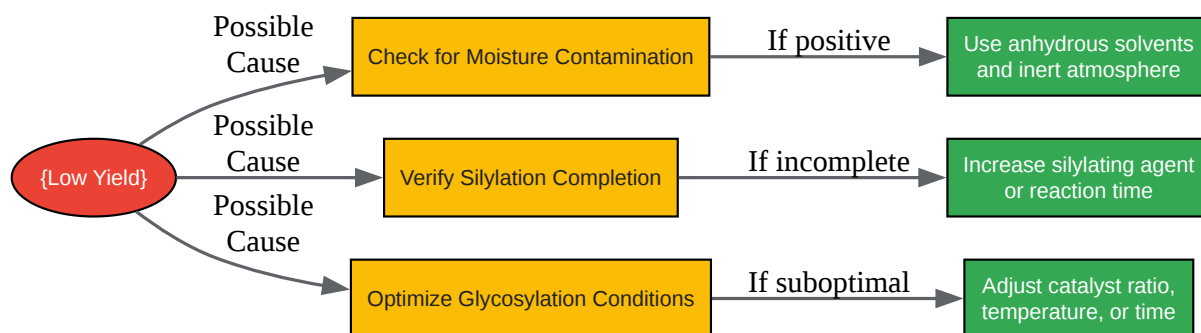 Possible
Cause
Check for Moisture Contamination
If positive
Use anhydrous solvents
and inert atmosphere
{Low Yield}
Possible
Cause
Verify Silylation Completion
If incomplete
Increase silylating agent
or reaction time
Possible
Cause
Optimize Glycosylation Conditions
If suboptimal
Adjust catalyst ratio,
temperature, or time